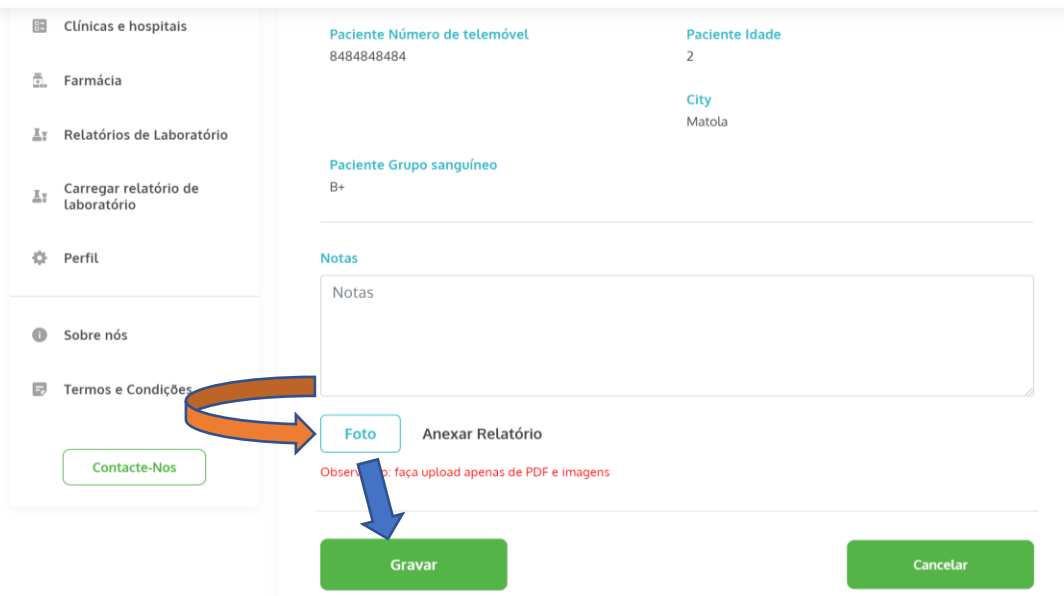 Clínicas e hospitais
Farmácia
Relatórios de Laboratório
Carregar relatório de
laboratório
Perfil
Sobre nós
Termos e Condições
Contacte-Nos
Paciente Número de telemóvel
8484848484
Paciente Idade
2
City
Matola
Paciente Grupo sanguíneo
B+
Notas
Notas
Foto
Anexar Relatório
faça upload apenas de PDF e imagens
Gravar
Cancelar